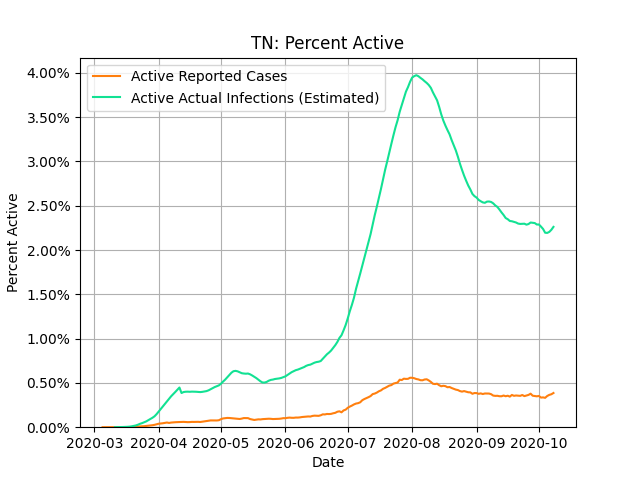 TN: Percent Active
Active Reported Cases
Active Actual Infections (Estimated)
4.00%
3.50%
3.00%
2.50%
2.00%
1.50%
1.00%
0.50%
0.00%
Percent Active
2020-03 2020-04 2020-05 2020-06 2020-07 2020-08 2020-09 2020-10
Date